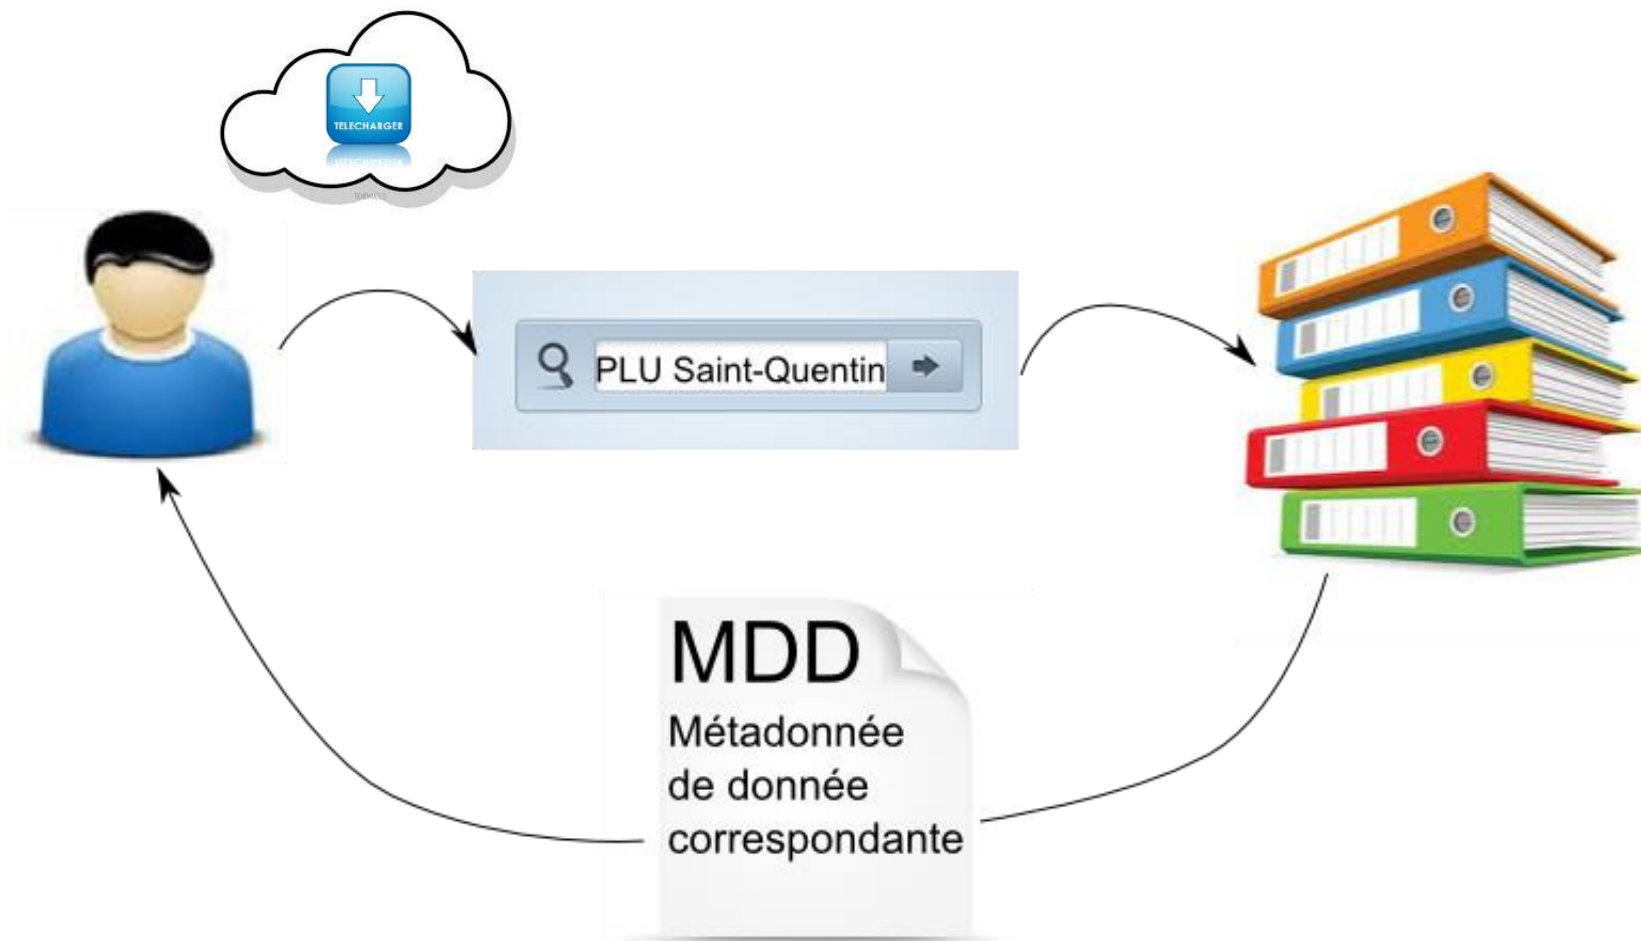 TELECHARGER
PLU Saint-Quentin
MDD
Métadonnée
de donnée
correspondante